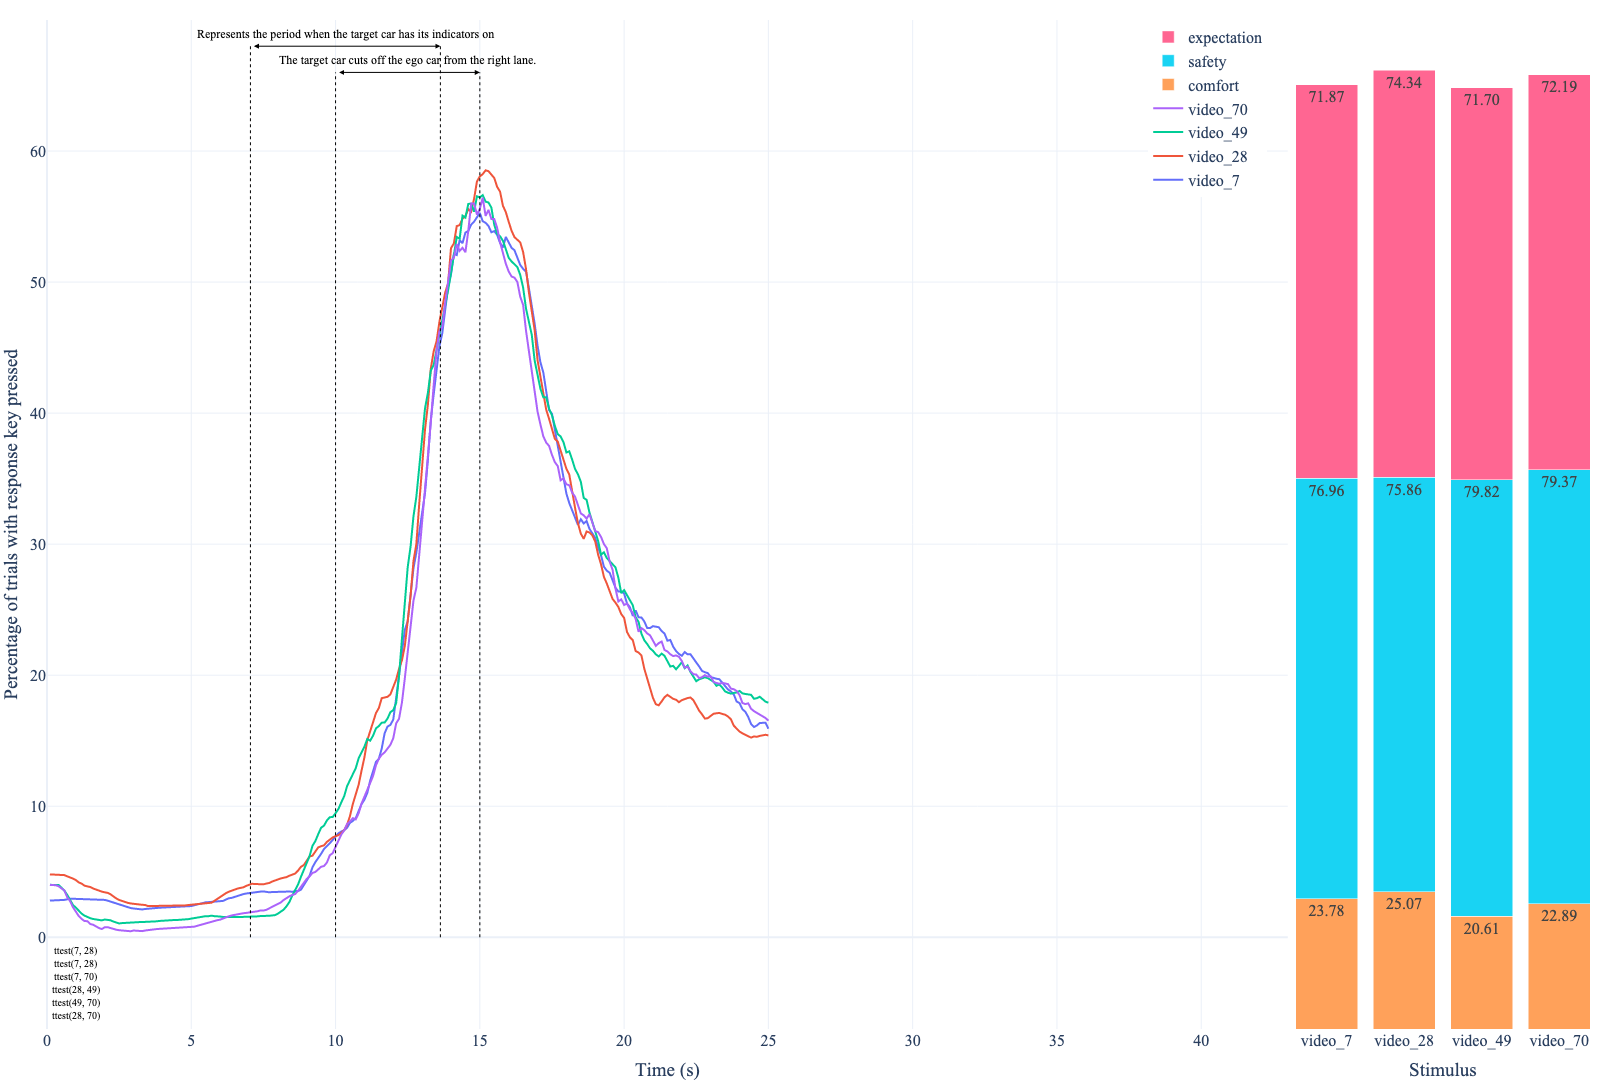 Represents the period when the target car has its indicators on
The target car cuts off the ego car from the right lane.
expectation
safety
comfort
video_70
video_49
video_28
video_7
71.87
74.34
71.70
72.19
76.96
75.86
79.82
79.37
23.78
25.07
20.61
22.89
Percentage of trials with response key pressed
60
50
40
30
20
10
0
ttest(7, 28)
ttest(7, 28)
ttest(7, 70)
ttest(28, 49)
ttest(49, 70)
ttest(28, 70)
0 5 10 15 20 25 30 35 40
Time (s)
video_7 video_28 video_49 video_70
Stimulus